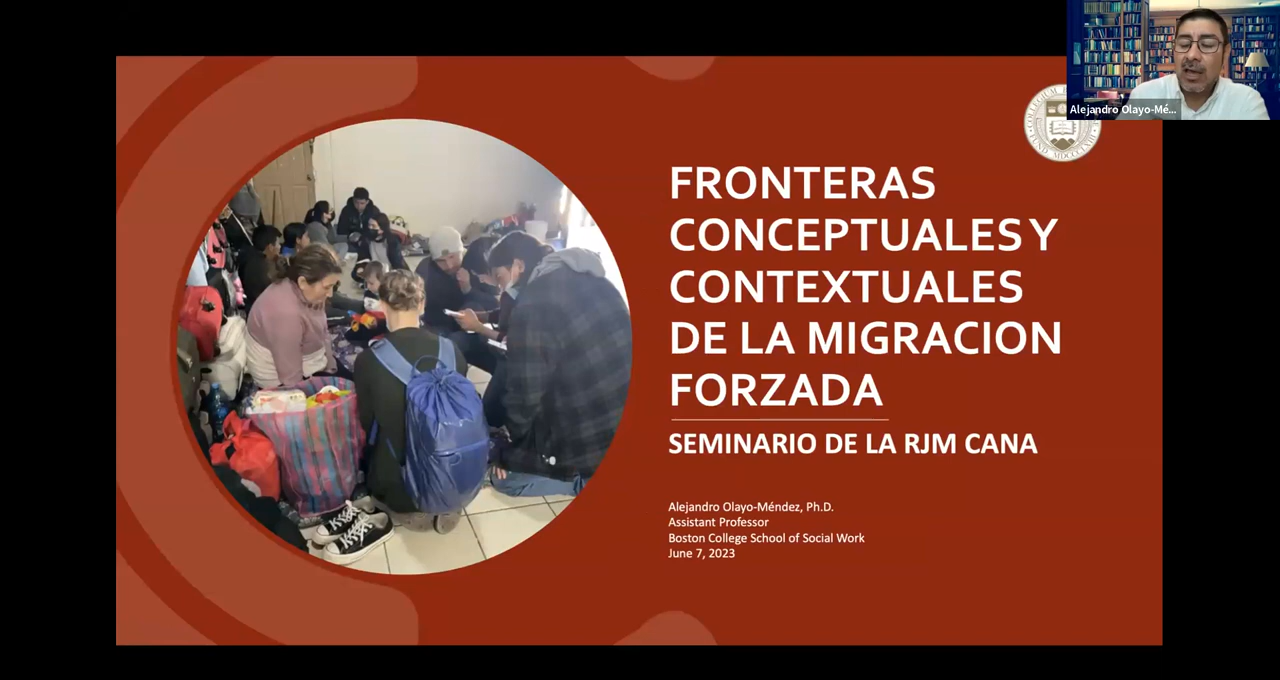 FRONTERAS
CONCEPTUALES Y
CONTEXTUALES
DE LA MIGRACION
FORZADA
SEMINARIO DE LA RJM CANA
Alejandro Olayo-Méndez, Ph.D.
Assistant Professor
Boston College School of Social Work
June 7, 2023
Alejandro Olayo-Mé...